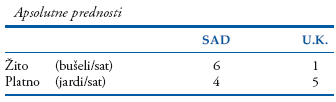 Apsolutne prednosti
SAD U.K.
Žito (bušeli/sat) 6 1
Platno (jardi/sat) 4 5